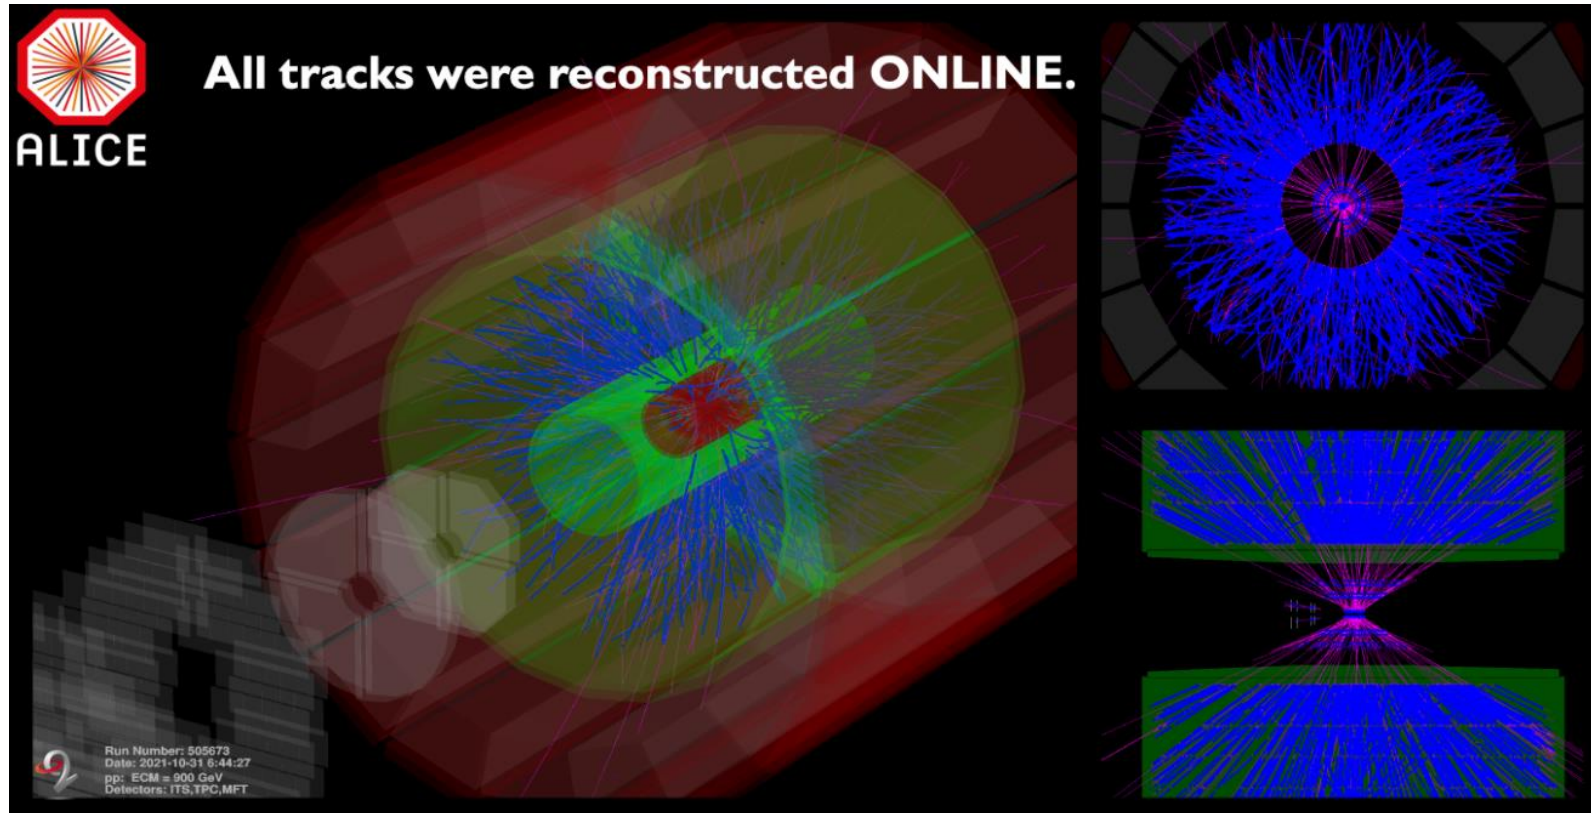 All tracks were reconstructed ONLINE.
ALICE
Run Number: 505673
Date: 2021-10-31 6:44:27
pp: ECM = 900 GeV
Detectors: ITS,TPC,MFT